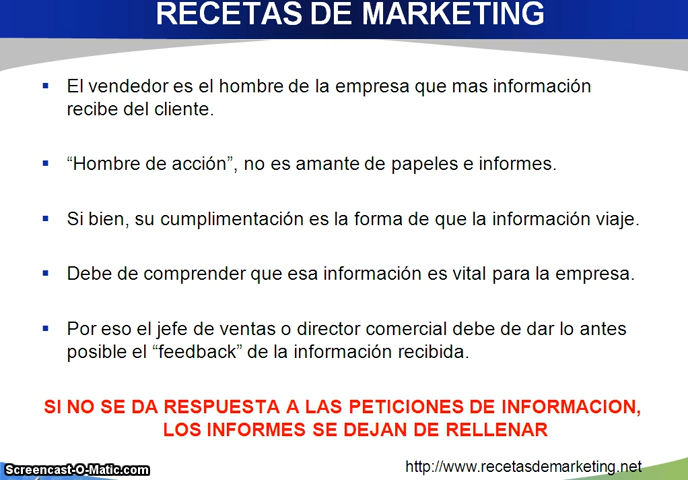 RECETAS DE MARKETING
▪ El vendedor es el hombre de la empresa que mas información
recibe del cliente.
▪ “Hombre de acción”, no es amante de papeles e informes.
▪ Si bien, su cumplimentación es la forma de que la información viaje.
▪ Debe de comprender que esa información es vital para la empresa.
▪ Por eso el jefe de ventas o director comercial debe de dar lo antes
posible el “feedback” de la información recibida.
SI NO SE DA RESPUESTA A LAS PETICIONES DE INFORMACION,
LOS INFORMES SE DEJAN DE RELLENAR
http://www.recetasdemarketing.net
Screencast-O-Matic.com